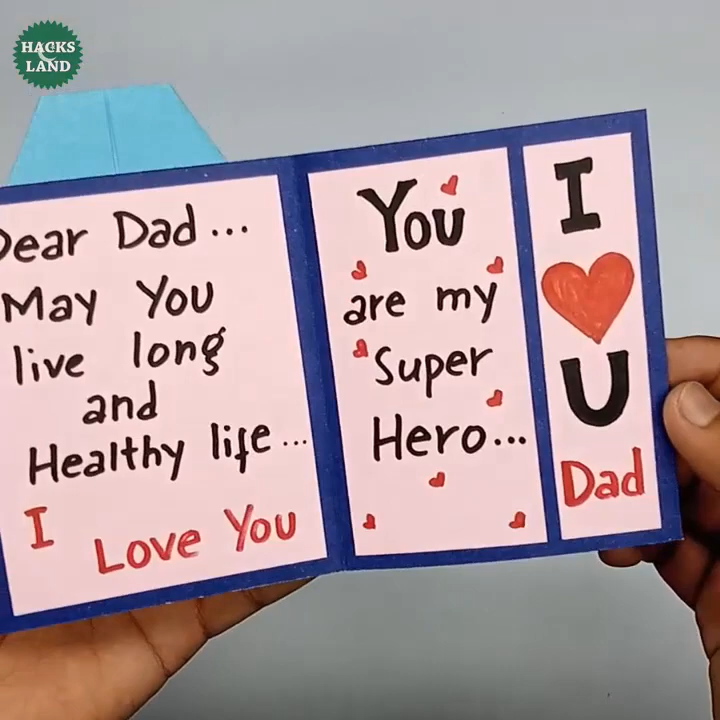 HACKS
LAND
Dear Dad...
May You
live long
and
Healthy life...
I Love You
You
are my
Super
Hero...
I
U
Dad